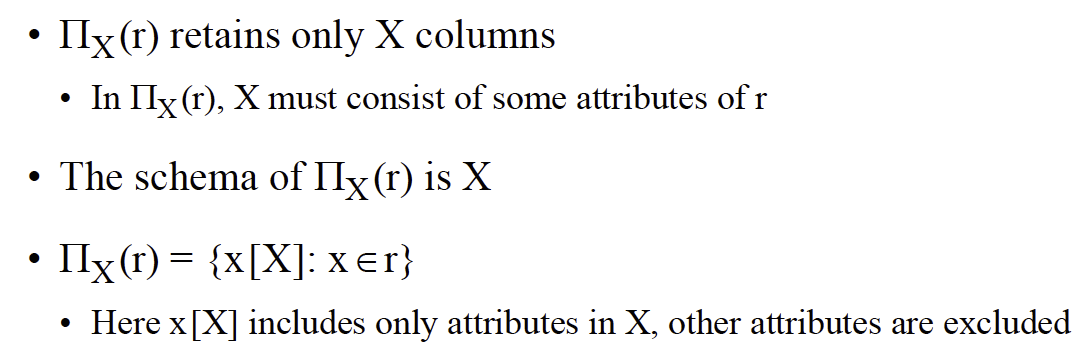 • Π_X(r) retains only X columns
• In Π_X(r), X must consist of some attributes of r
• The schema of Π_X(r) is X
• Π_X(r) = {x[X]: x∈r}
• Here x[X] includes only attributes in X, other attributes are excluded